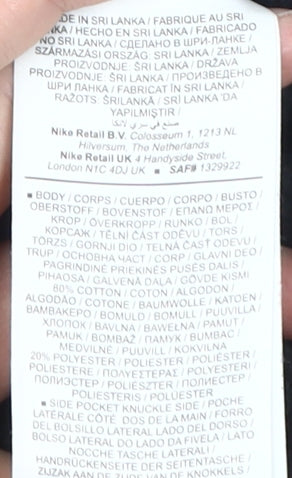 MADE IN SRI LANKA / FABRIQUE AU SRI
LANKA / HECHO EN SRI LANKA / FABRICADO
NO SRI LANKA / СДЕЛАНО В ШРИ-ЛАНКЕ /
SZÁRMAZÁSI ORSZÁG: SRI LANKA / ZEMLJA
PROIZVODNJE: ŠRI LANKA / DRŽAVA
PROIZVODNJE: ŠRI LANKA / ПРОИЗВЕДЕНО В
ШРИ ЛАНКА / FABRICAT ÎN SRI LANKA /
RAŽOTS: ŠRILANKĀ / SRİ LANKA'DA
YAPILMIŞTIR /
صنع في سري لانكا
Nike Retail B.V. Colosseum 1, 1213 NL
Hilversum, The Netherlands
Nike Retail UK 4 Handyside Street,
London N1C 4DJ UK ■ SAF# 1329922
■ BODY / CORPS / CUERPO / CORPO / BUSTO /
OBERSTOFF / BOVENSTOF / ΕΠΑΝΩ ΜΕΡΟΣ /
KROP / ÖVERKROPP / RUNKO / BOL /
КОРСАЖ / TĚLNÍ ČÁST ODĚVU / TORS /
TÖRZS / GORNJI DIO / TELNÁ ČASŤ ODEVU /
TRUP / ОСНОВНА ЧАСТ / CORP / GLAVNI DEO /
PAGRINDINĖ PRIEKINĖS PUSĖS DALIS /
PIHAOSA / GALVENĀ DAĻA / GÖVDE KISMI
80% COTTON / COTON / ALGODON /
ALGODÃO / COTONE / BAUMWOLLE / KATOEN /
ΒΑΜΒΑΚΕΡΟ / BOMULD / BOMULL / PUUVILLA /
ХЛОПОК / BAVLNA / BAWEŁNA / PAMUT /
PAMUK / BOMBAŽ / ПАМУК / BUMBAC /
MEDVILNĖ / PUUVILL / KOKVILNA
20% POLYESTER / POLIESTER / POLIÉSTER /
POLIESTERE / ΠΟΛΥΕΣΤΕΡΑΣ / POLYESTERI /
ПОЛИЭСТЕР / POLIÉSZTER / ПОЛИЕСТЕР /
POLIESTERIS / POLÜESTER
■ SIDE POCKET KNUCKLE SIDE / POCHE
LATÉRALE CÔTÉ DOS DE LA MAIN / FORRO
DEL BOLSILLO LATERAL LADO DEL DORSO /
BOLSO LATERAL DO LADO DA FIVELA / LATO
NOCCHE TASCHE LATERALI /
HANDRÜCKENSEITE DER SEITENTASCHE /
ZIJZAK AAN DE ZIJDE VAN DE KNOKKELS /